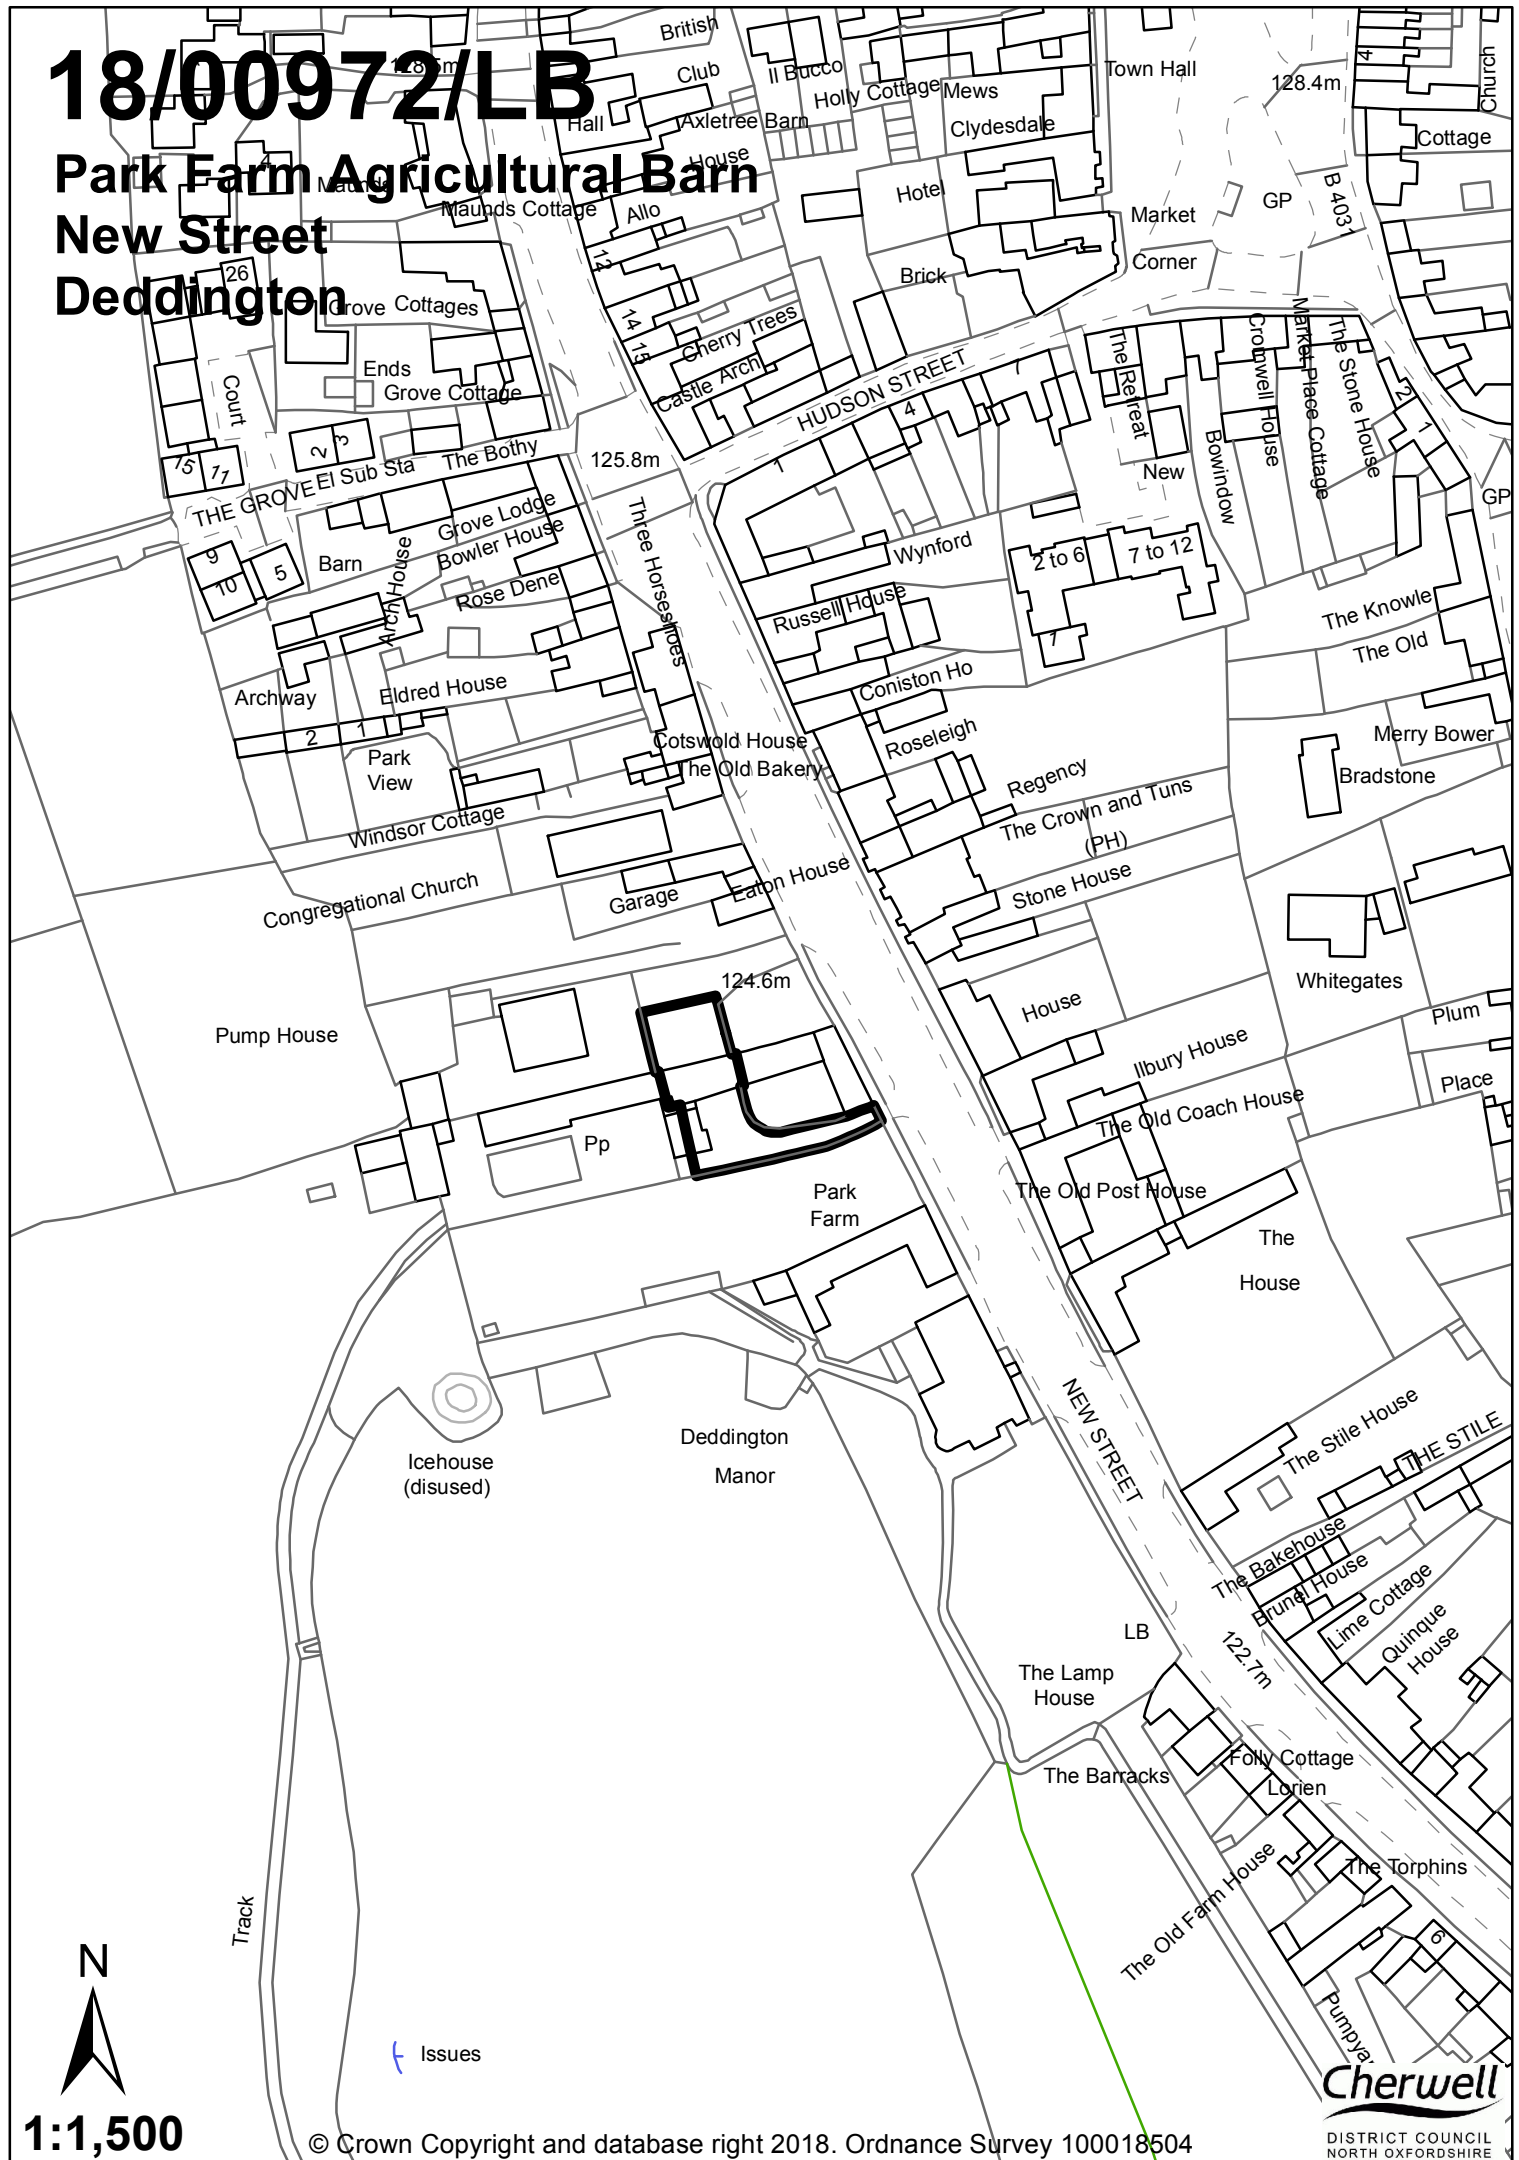 18/00972/LB
Park Farm Agricultural Barn
New Street
Deddington
128.5m
British
Club
Il Bucco
Holly Cottage
Mews
Town Hall
128.4m
4
Church
Hall
Axletree Barn
Clydesdale
Cottage
House
4
Maunds
Maunds Cottage
Allo
Hotel
Market
Corner
GP
B 4031
12
26
Brick
Grove Cottages
14
15
Cherry Trees
Castle Arch
Ends
Grove Cottage
Court
HUDSON STREET
7
4
1
The Retreat
New
Bowindow
Cromwell House
Market Place Cottage
The Stone House
2
1
GP
2
3
15
11
THE GROVE
El Sub Sta
The Bothy
125.8m
Three Horseshoes
Grove Lodge
Bowler House
Barn
Arch House
Rose Dene
9
10
5
Wynford
2 to 6
7 to 12
1
Russell House
The Knowle
The Old
Coniston Ho
Archway
Eldred House
2
1
Park
View
Cotswold House
The Old Bakery
Roseleigh
Regency
Merry Bower
Bradstone
Windsor Cottage
The Crown and Tuns
(PH)
Stone House
Congregational Church
Garage
Eaton House
124.6m
Whitegates
House
Plum
Pump House
Ilbury House
Place
Pp
The Old Coach House
Park
Farm
The Old Post House
The
House
Icehouse
(disused)
Deddington
Manor
NEW STREET
The Stile House
THE STILE
The Bakehouse
Brunel House
Lime Cottage
Quinque
House
LB
122.7m
The Lamp
House
The Barracks
Folly Cottage
Lorien
The Torphins
The Old Farm House
6
Track
N
Issues
1:1,500
© Crown Copyright and database right 2018. Ordnance Survey 100018504
Cherwell
DISTRICT COUNCIL
NORTH OXFORDSHIRE